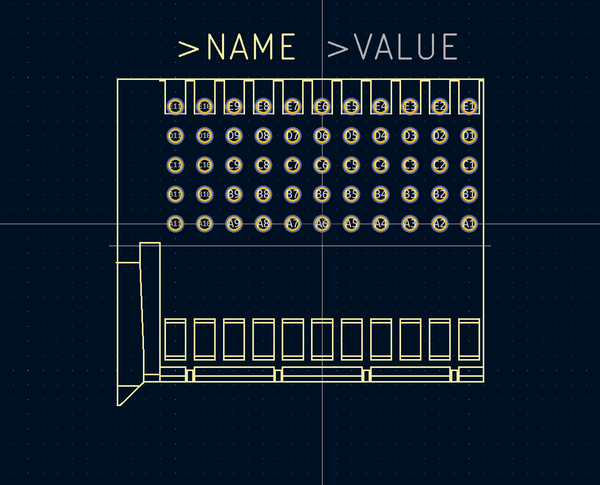 >NAME >VALUE
E11 E10 E9 E8 E7 E6 E5 E4 E3 E2 E1
D11 D10 D9 D8 D7 D6 D5 D4 D3 D2 D1
C11 C10 C9 C8 C7 C6 C5 C4 C3 C2 C1
B11 B10 B9 B8 B7 B6 B5 B4 B3 B2 B1
A11 A10 A9 A8 A7 A6 A5 A4 A3 A2 A1